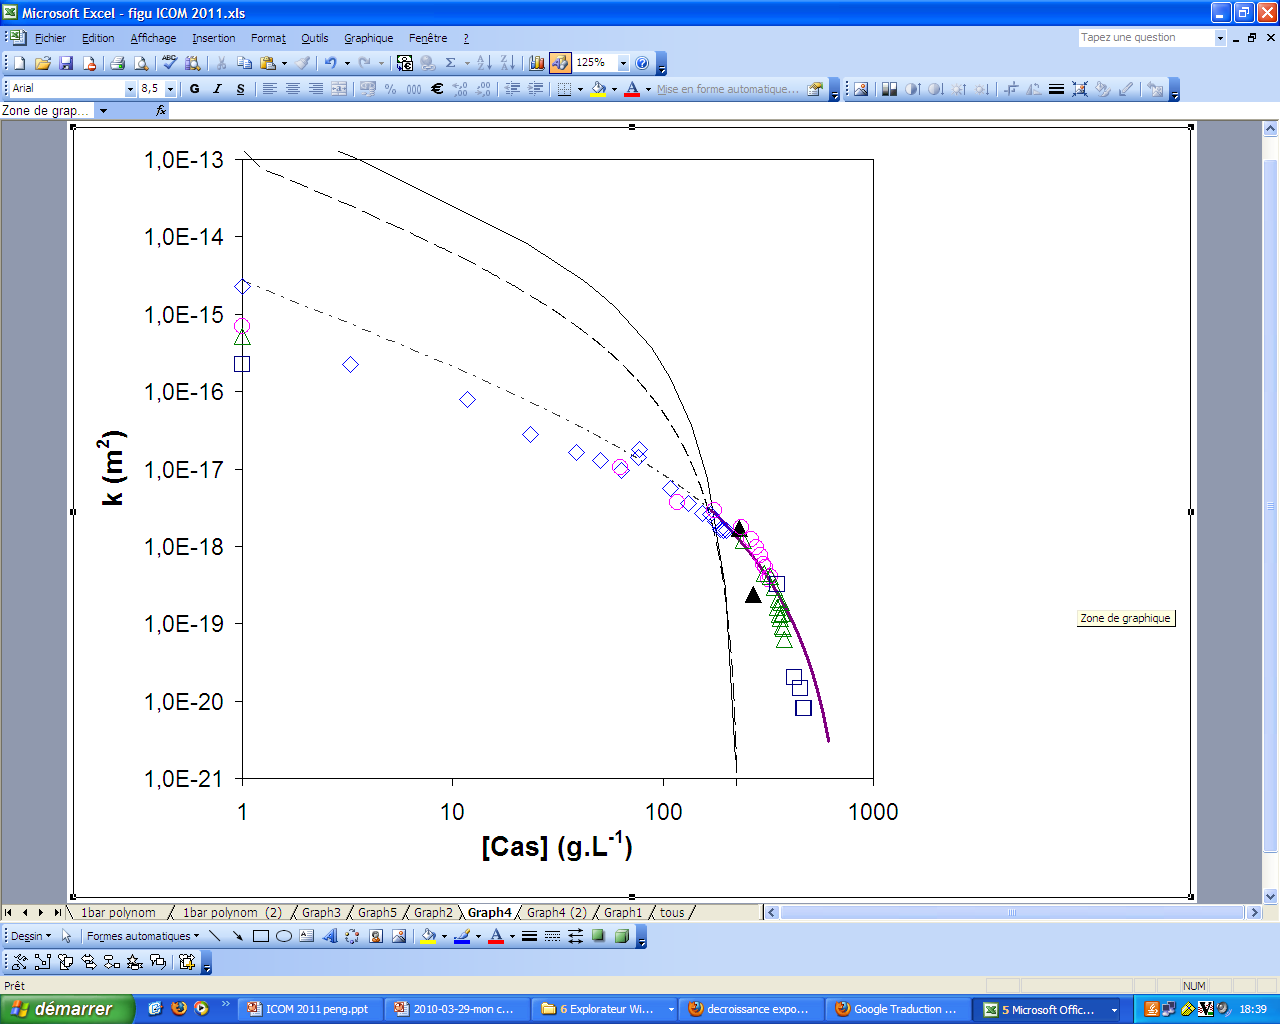 Microsoft Excel - figu ICOM 2011.xls
Fichier Edition Affichage Insertion Format Outils Graphique Fenêtre ?
Tapez une question
125%
Arial 8,5 G I S
Mise en forme automatique...
Zone de grap... fx
1,0E-13
1,0E-14
1,0E-15
1,0E-16
1,0E-17
1,0E-18
1,0E-19
1,0E-20
1,0E-21
k (m²)
1 10 100 1000
[Cas] (g.L⁻¹)
Zone de graphique
1bar polynom 1bar polynom (2) Graph3 Graph5 Graph2 Graph4 Graph4 (2) Graph1 tous
Dessin Formes automatiques
Prêt
NUM
démarrer
ICOM 2011 peng.ppt
2010-03-29-mon c...
6 Explorateur Wi...
decroissance expo...
Google Traduction ...
5 Microsoft Offic...
18:39